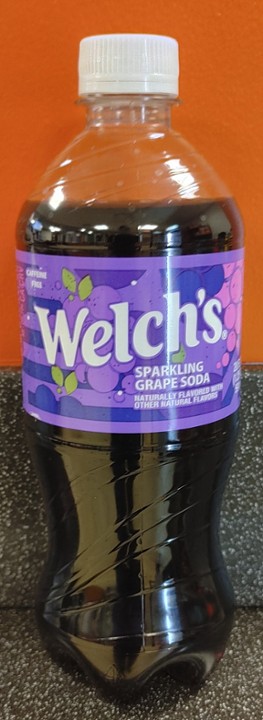 CAFFEINE
FREE
Welch's®
SPARKLING
GRAPE SODA
NATURALLY FLAVORED WITH
OTHER NATURAL FLAVORS